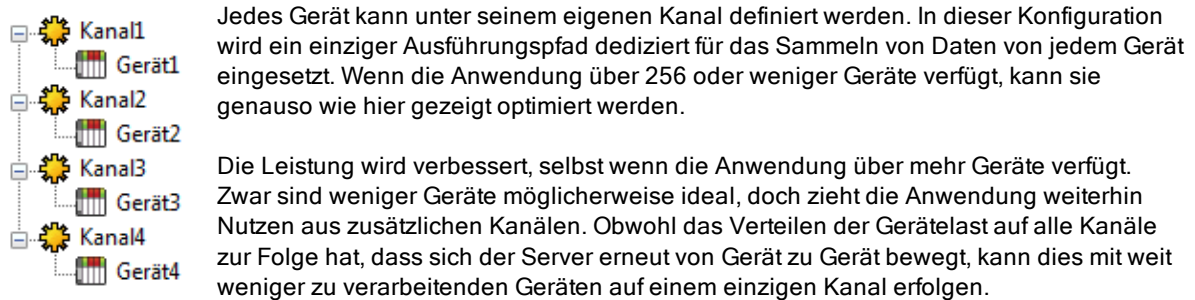 Kanal1
Gerät1
Kanal2
Gerät2
Kanal3
Gerät3
Kanal4
Gerät4
Jedes Gerät kann unter seinem eigenen Kanal definiert werden. In dieser Konfiguration
wird ein einziger Ausführungspfad dediziert für das Sammeln von Daten von jedem Gerät
eingesetzt. Wenn die Anwendung über 256 oder weniger Geräte verfügt, kann sie
genauso wie hier gezeigt optimiert werden.
Die Leistung wird verbessert, selbst wenn die Anwendung über mehr Geräte verfügt.
Zwar sind weniger Geräte möglicherweise ideal, doch zieht die Anwendung weiterhin
Nutzen aus zusätzlichen Kanälen. Obwohl das Verteilen der Gerätelast auf alle Kanäle
zur Folge hat, dass sich der Server erneut von Gerät zu Gerät bewegt, kann dies mit weit
weniger zu verarbeitenden Geräten auf einem einzigen Kanal erfolgen.